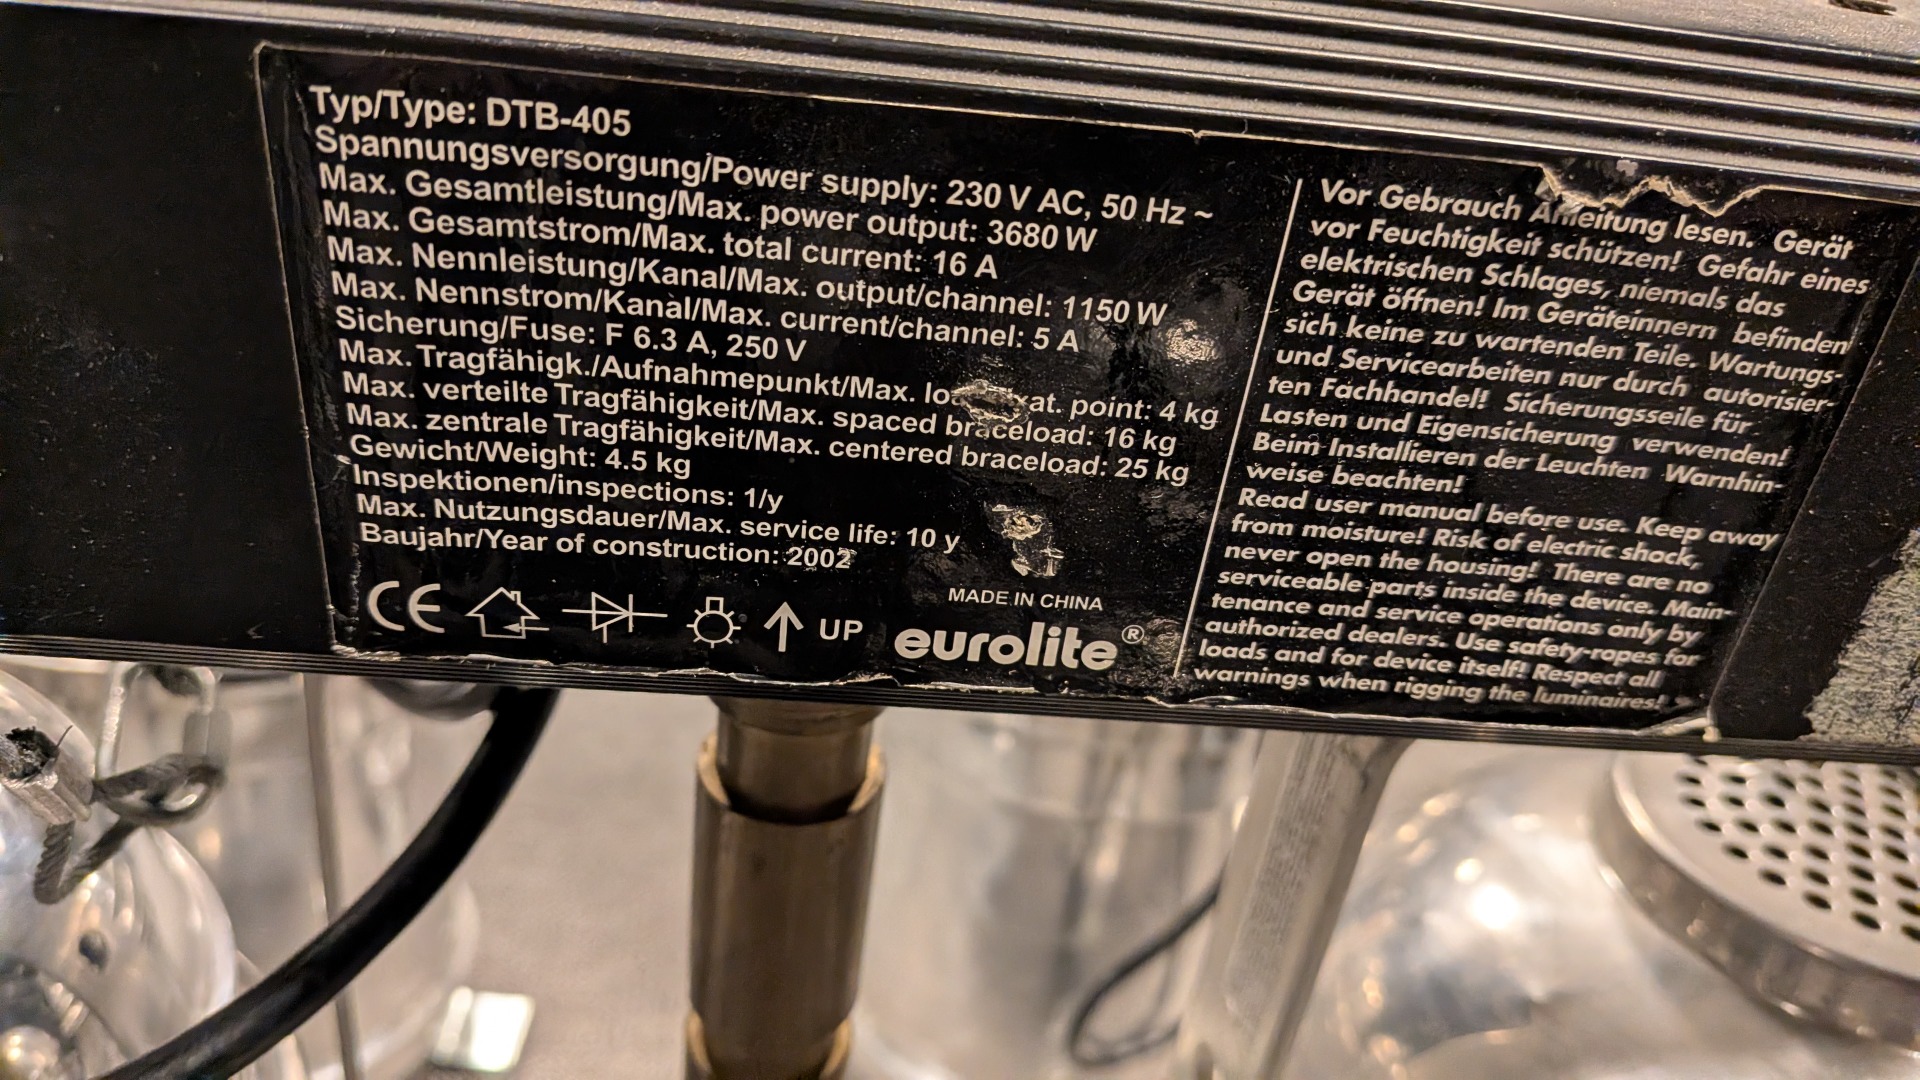 Typ/Type: DTB-405
Spannungsversorgung/Power supply: 230 V AC, 50 Hz ~
Max. Gesamtleistung/Max. power output: 3680 W
Max. Gesamtstrom/Max. total current: 16 A
Max. Nennleistung/Kanal/Max. output/channel: 1150 W
Max. Nennstrom/Kanal/Max. current/channel: 5 A
Sicherung/Fuse: F 6.3 A, 250 V
Max. Tragfähigk./Aufnahmepunkt/Max. point: 4 kg
Max. verteilte Tragfähigkeit/Max. spaced braceload: 16 kg
Max. zentrale Tragfähigkeit/Max. centered braceload: 25 kg
Gewicht/Weight: 4.5 kg
Inspektionen/inspections: 1/y
Max. Nutzungsdauer/Max. service life: 10 y
Baujahr/Year of construction: 2002
CE
UP
MADE IN CHINA
eurolite®
Vor Gebrauch Anleitung lesen. Gerät
vor Feuchtigkeit schützen! Gefahr eines
elektrischen Schlages, niemals das
Gerät öffnen! Im Geräteinnern befinden
sich keine zu wartenden Teile. Wartungs-
und Servicearbeiten nur durch autorisier-
ten Fachhandel! Sicherungsseile für
Lasten und Eigensicherung verwenden!
Beim Installieren der Leuchten Warnhin-
weise beachten!
Read user manual before use. Keep away
from moisture! Risk of electric shock,
never open the housing! There are no
serviceable parts inside the device. Main-
tenance and service operations only by
authorized dealers. Use safety-ropes for
loads and for device itself! Respect all
warnings when rigging the luminaires!